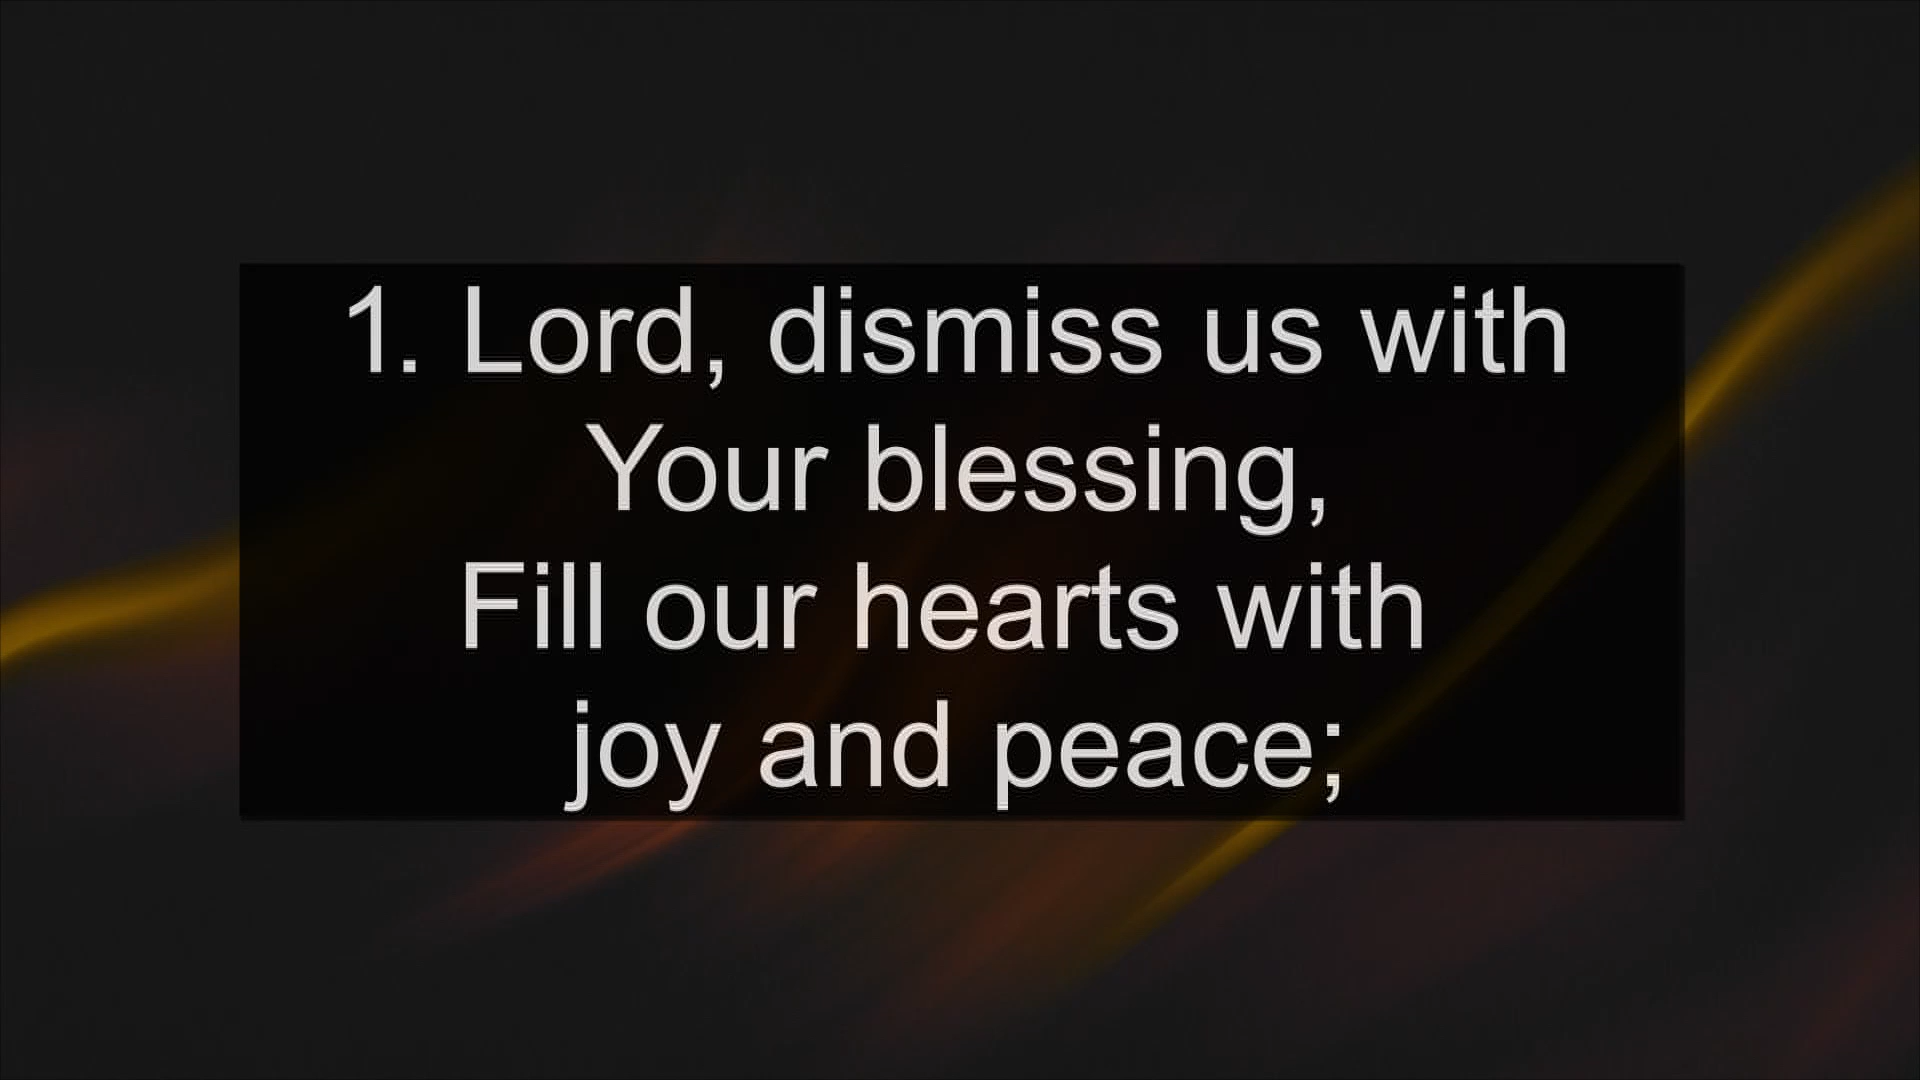 1. Lord, dismiss us with
Your blessing,
Fill our hearts with
joy and peace;